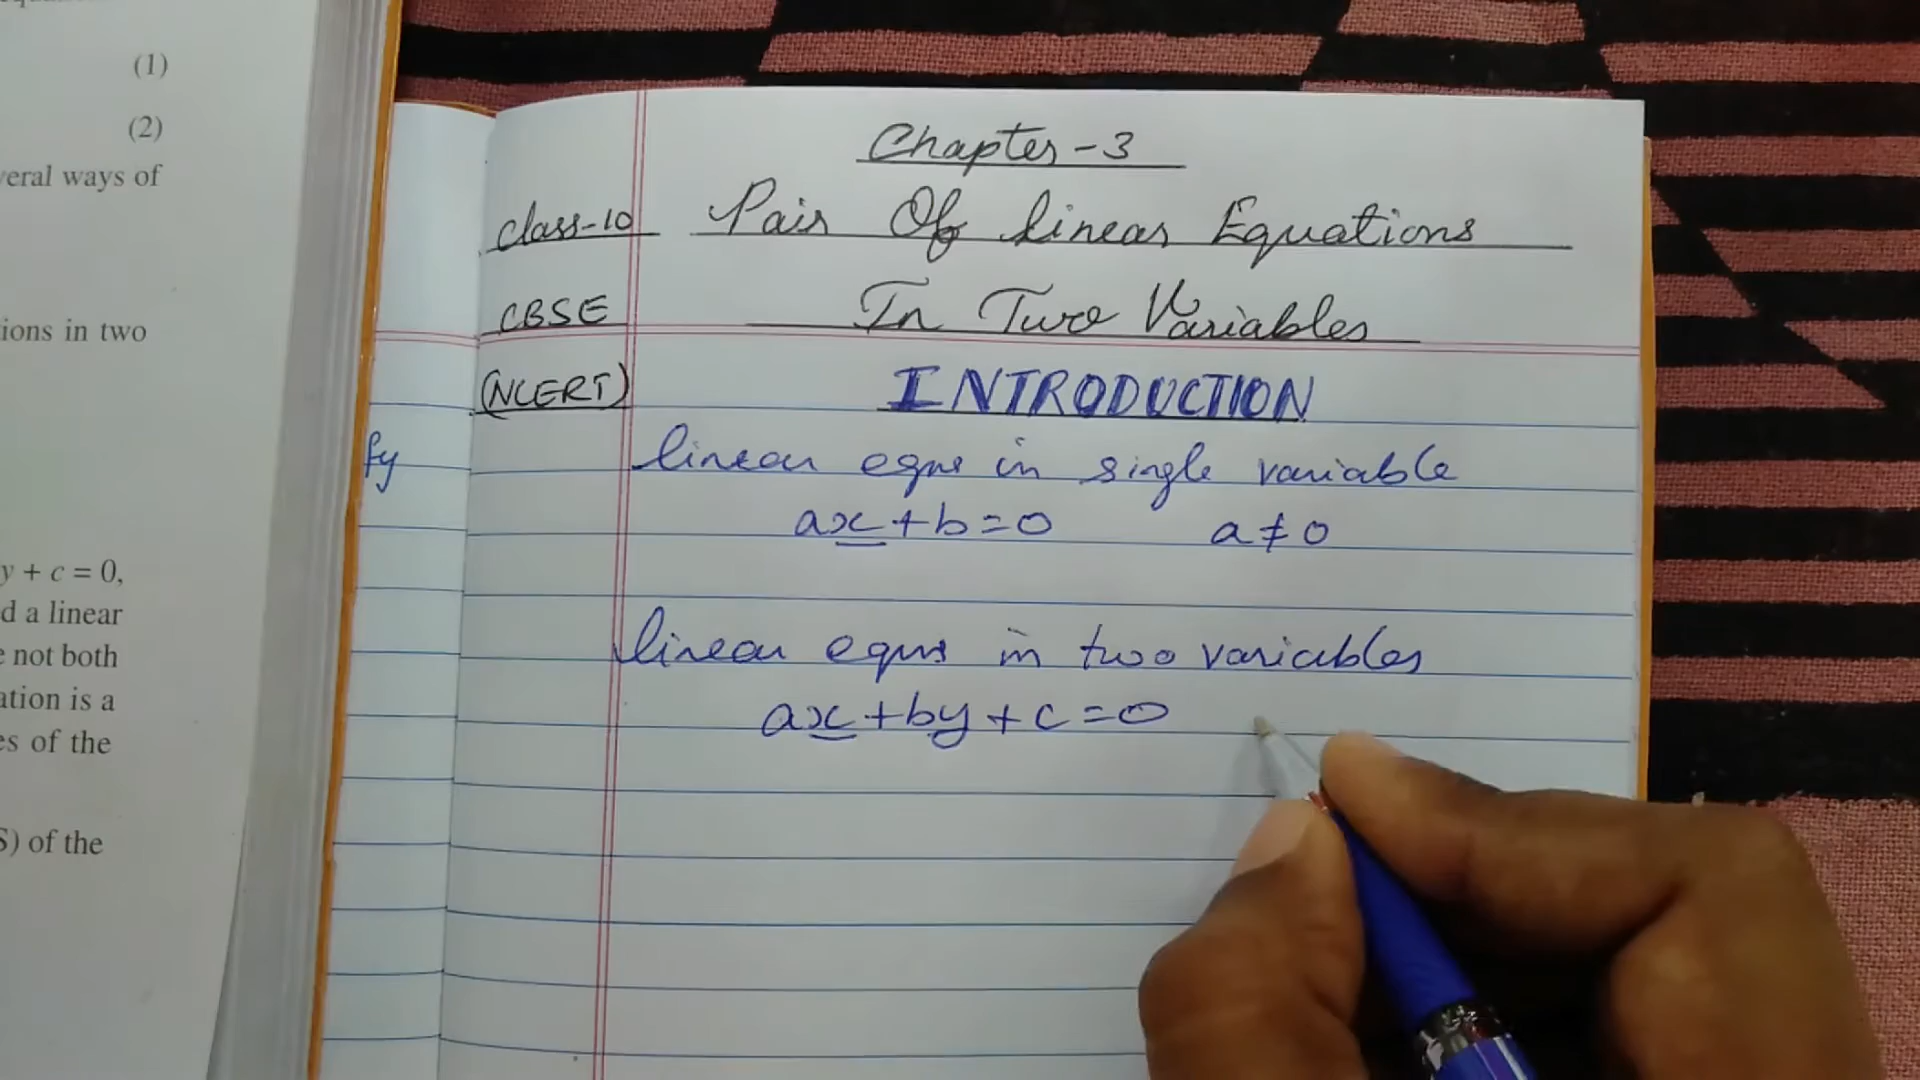 (1)
(2)
eral ways of
ions in two
y + c = 0,
d a linear
not both
ation is a
es of the
S) of the
fy
Chapter - 3
Class-10
Pair Of Linear Equations
CBSE
In Two Variables
(NCERT)
INTRODUCTION
linear eqns in single variable
ax + b = 0 a ≠ 0
linear eqns in two variables
ax + by + c = 0